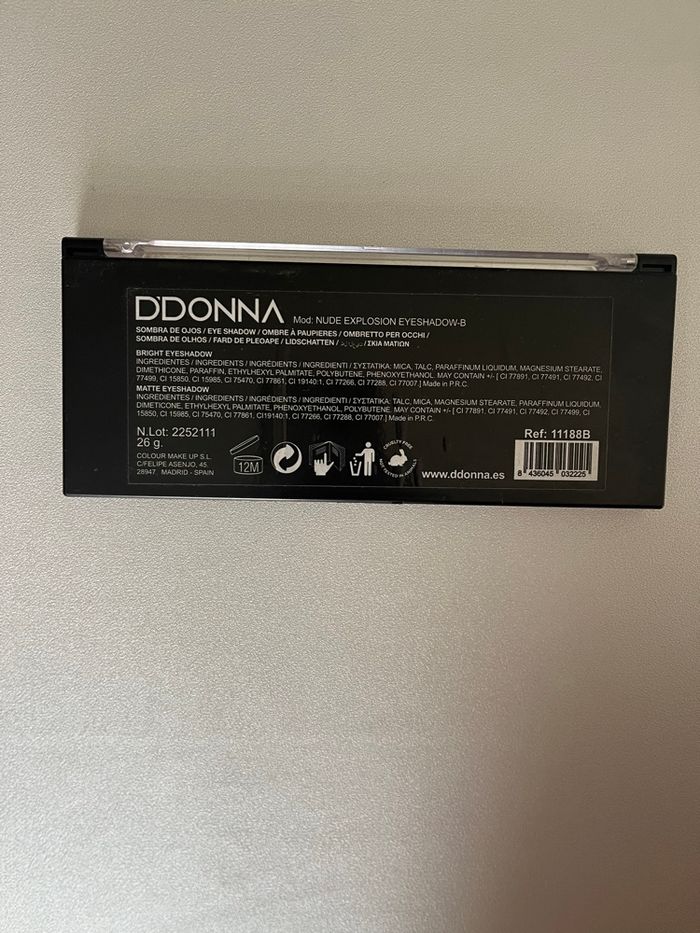 D'DONNA Mod: NUDE EXPLOSION EYESHADOW-B
SOMBRA DE OJOS / EYE SHADOW / OMBRE À PAUPIERES / OMBRETTO PER OCCHI /
SOMBRA DE OLHOS / FARD DE PLEOAPE / LIDSCHATTEN / / ΣΚΙΑ ΜΑΤΙΩΝ
BRIGHT EYESHADOW
INGREDIENTES / INGREDIENTS / INGRÉDIENTS / INGREDIENTI / ΣΥΣΤΑΤΙΚΑ: MICA, TALC, PARAFFINUM LIQUIDUM, MAGNESIUM STEARATE,
DIMETHICONE, PARAFFIN, ETHYLHEXYL PALMITATE, POLYBUTENE, PHENOXYETHANOL. MAY CONTAIN +/- [ CI 77891, CI 77491, CI 77492, CI
77499, CI 15850, CI 15985, CI 75470, CI 77861, CI 19140:1, CI 77266, CI 77288, CI 77007.] Made in P.R.C.
MATTE EYESHADOW
INGREDIENTES / INGREDIENTS / INGRÉDIENTS / INGREDIENTI / ΣΥΣΤΑΤΙΚΑ: TALC, MICA, MAGNESIUM STEARATE, PARAFFINUM LIQUIDUM,
DIMETICONE, ETHYLHEXYL PALMITATE, PHENOXYETHANOL, POLYBUTENE. MAY CONTAIN +/- [ CI 77891, CI 77491, CI 77492, CI 77499, CI
15850, CI 15985, CI 75470, CI 77861, CI19140:1, CI 77266, CI 77288, CI 77007.] Made in P.R.C.
N.Lot: 2252111
26 g.
COLOUR MAKE UP S.L.
C/FELIPE ASENJO, 45.
28947. MADRID - SPAIN
12M
CRUELTY FREE
NOT TESTED IN ANIMALS
www.ddonna.es
Ref: 11188B
8 436045 032225